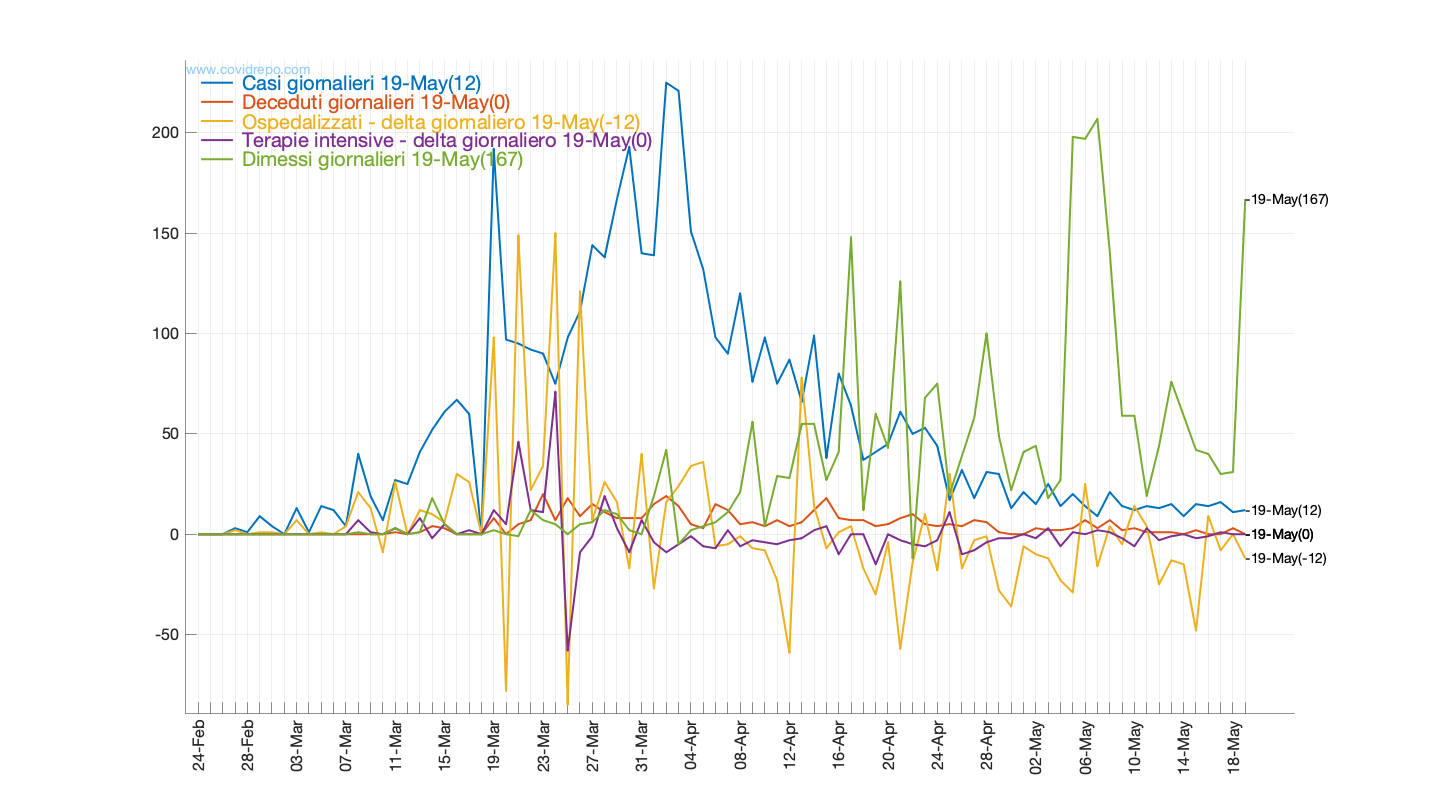 www.covidrepo.com
Casi giornalieri 19-May(12)
Deceduti giornalieri 19-May(0)
Ospedalizzati - delta giornaliero 19-May(-12)
Terapie intensive - delta giornaliero 19-May(0)
Dimessi giornalieri 19-May(167)
200
150
100
50
0
-50
19-May(167)
19-May(12)
19-May(0)
19-May(-12)
24-Feb
28-Feb
03-Mar
07-Mar
11-Mar
15-Mar
19-Mar
23-Mar
27-Mar
31-Mar
04-Apr
08-Apr
12-Apr
16-Apr
20-Apr
24-Apr
28-Apr
02-May
06-May
10-May
14-May
18-May